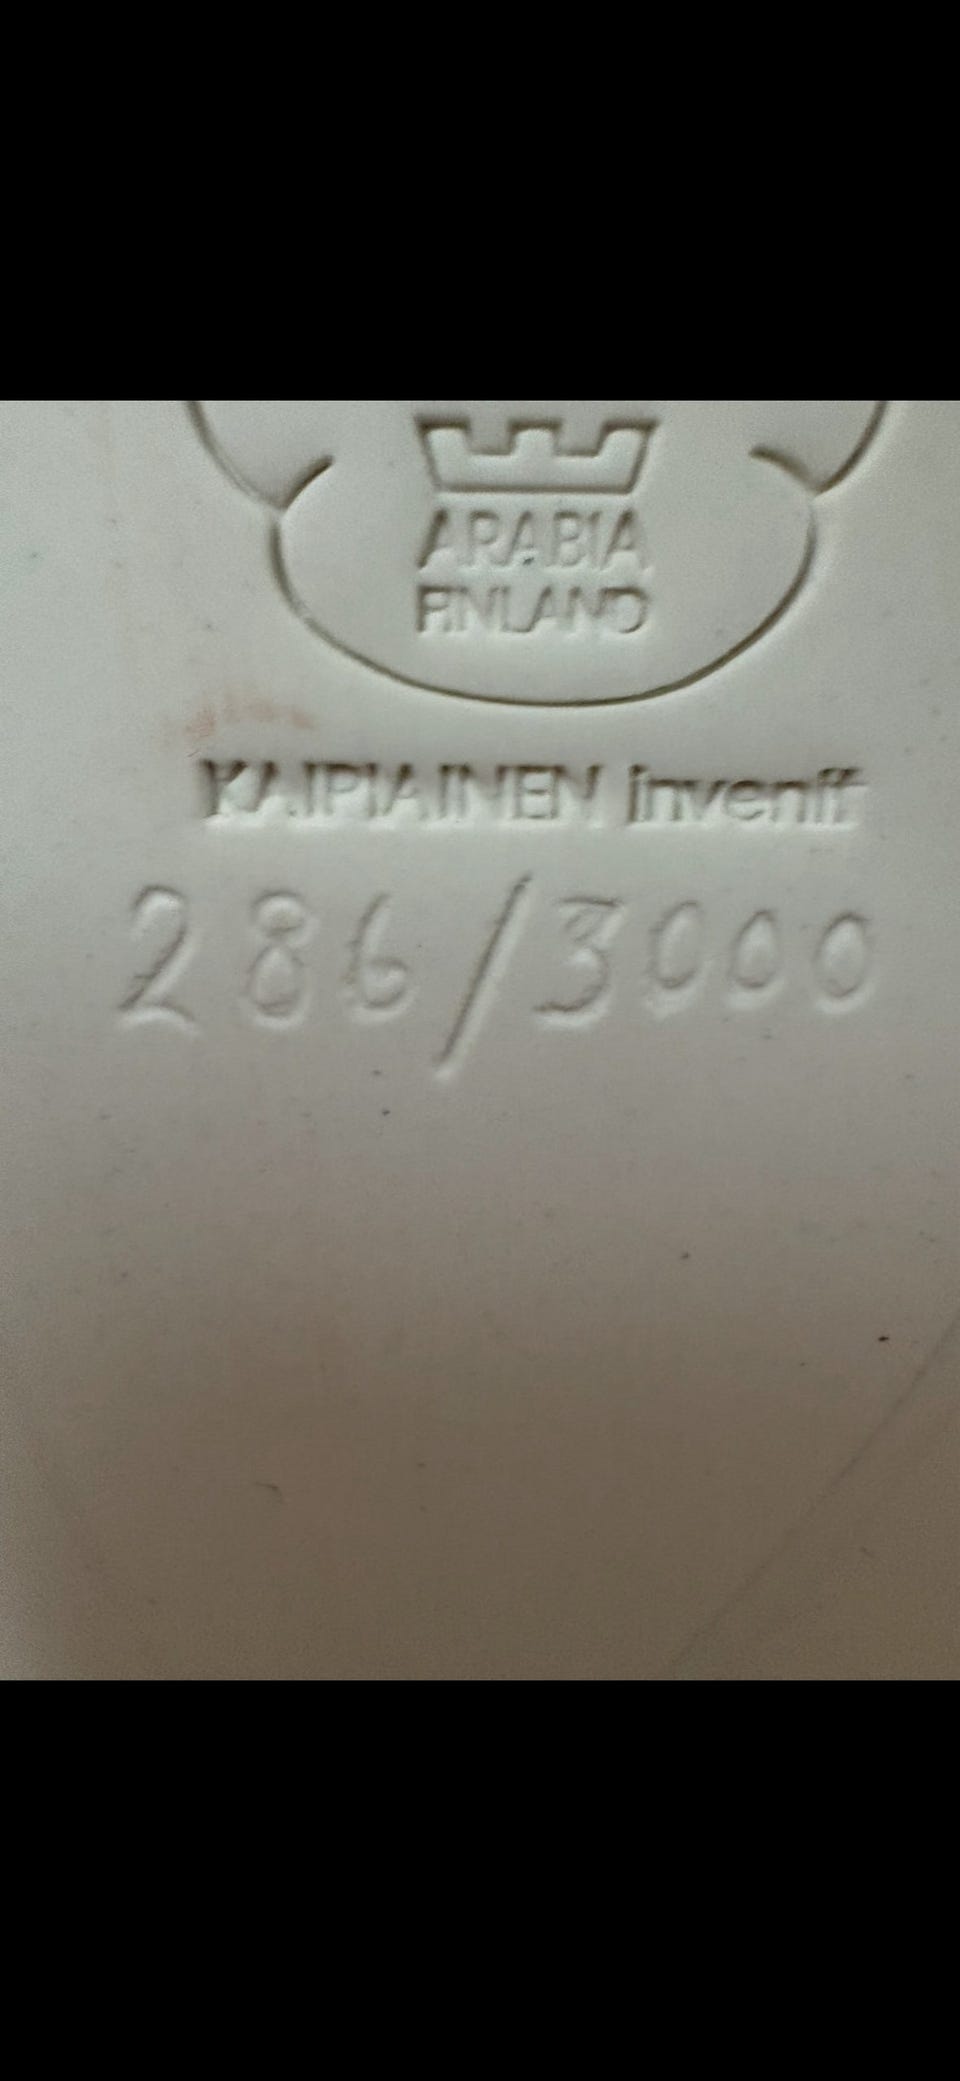 ARABIA
FINLAND
KAIPIAINEN invenit
286/3000